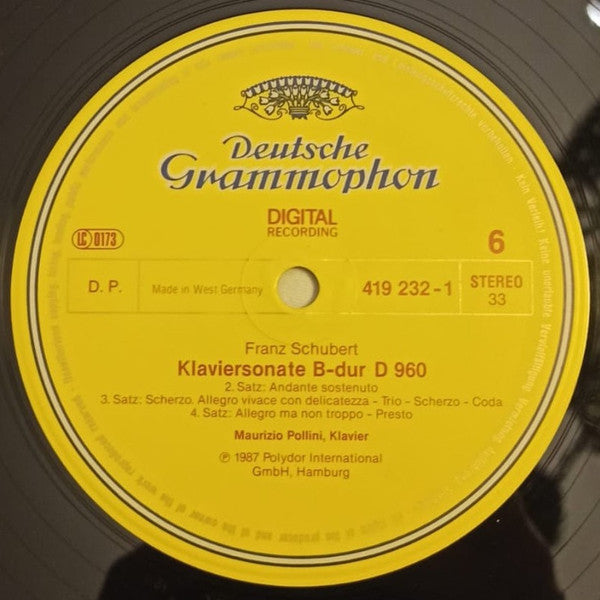 Deutsche
Grammophon
DIGITAL
RECORDING
LC 0173
6
D. P.
Made in West Germany
419 232-1
STEREO
33
Franz Schubert
Klaviersonate B-dur D 960
2. Satz: Andante sostenuto
3. Satz: Scherzo. Allegro vivace con delicatezza - Trio - Scherzo - Coda
4. Satz: Allegro ma non troppo - Presto
Maurizio Pollini, Klavier
℗ 1987 Polydor International
GmbH, Hamburg